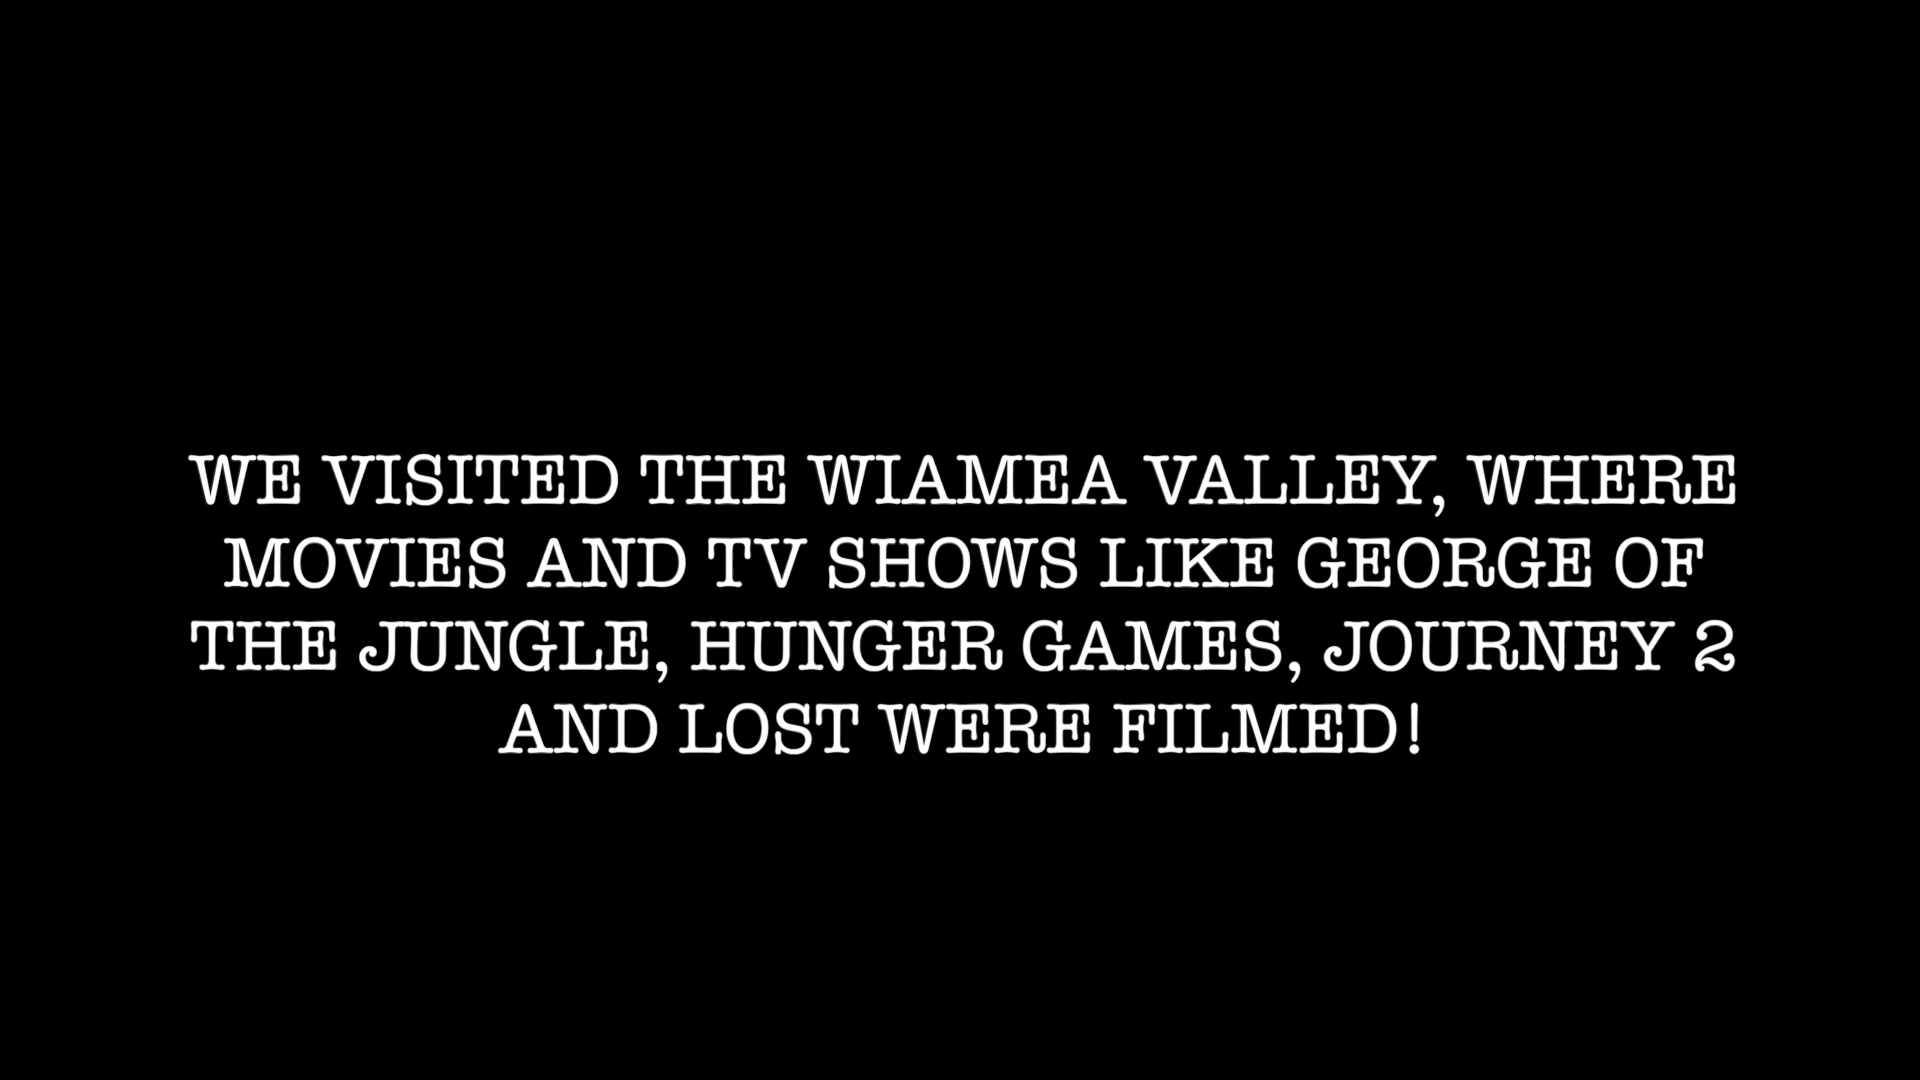 WE VISITED THE WIAMEA VALLEY, WHERE
MOVIES AND TV SHOWS LIKE GEORGE OF
THE JUNGLE, HUNGER GAMES, JOURNEY 2
AND LOST WERE FILMED!